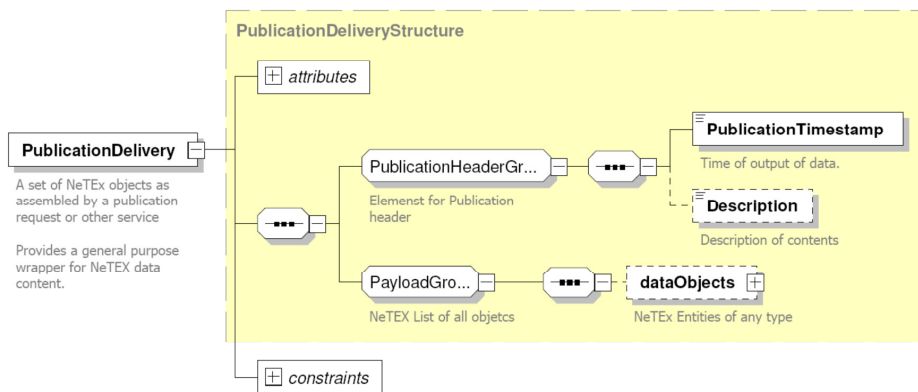 PublicationDeliveryStructure
attributes
PublicationDelivery
A set of NeTEx objects as
assembled by a publication
request or other service
Provides a general purpose
wrapper for NeTEX data
content.
PublicationHeaderGr...
Elemenst for Publication
header
PublicationTimestamp
Time of output of data.
Description
Description of contents
PayloadGro...
NeTEX List of all objetcs
dataObjects
NeTEx Entities of any type
constraints